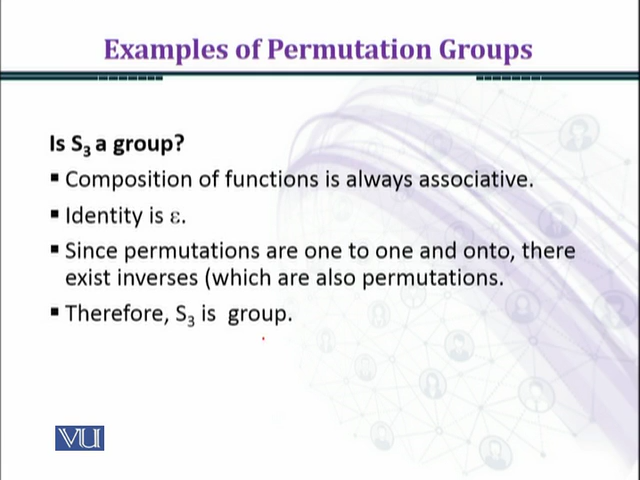 Examples of Permutation Groups
Is S₃ a group?
▪ Composition of functions is always associative.
▪ Identity is ε.
▪ Since permutations are one to one and onto, there
exist inverses (which are also permutations.
▪ Therefore, S₃ is  group.
VU